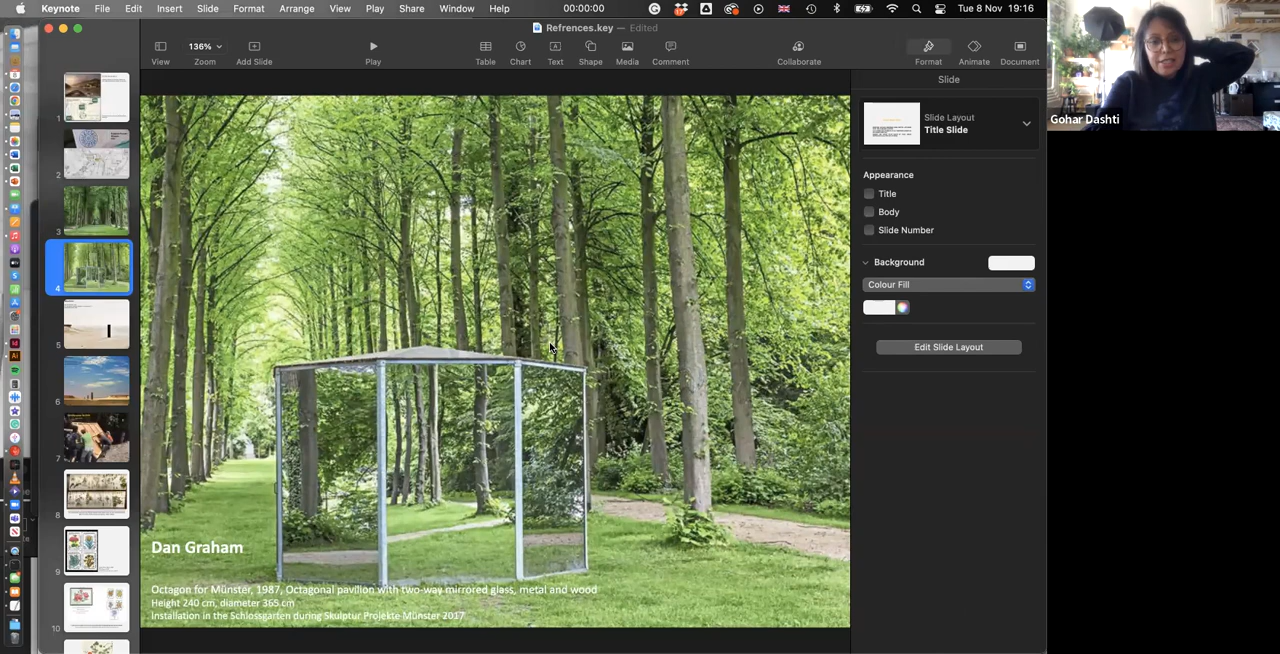 Keynote File Edit Insert Slide Format Arrange View Play Share Window Help 00:00:00 Tue 8 Nov 19:16
Refrences.key — Edited
136%
View Zoom Add Slide Play Table Chart Text Shape Media Comment Collaborate Format Animate Document
Slide
Slide Layout
Title Slide
Appearance
Title
Body
Slide Number
Background
Colour Fill
Edit Slide Layout
1
2
3
4
5
6
7
8
9
10
Dan Graham
Octagon for Münster, 1987, Octagonal pavilion with two-way mirrored glass, metal and wood
Height 240 cm, diameter 365 cm
Installation in the Schlossgarten during Skulptur Projekte Münster 2017
Gohar Dashti